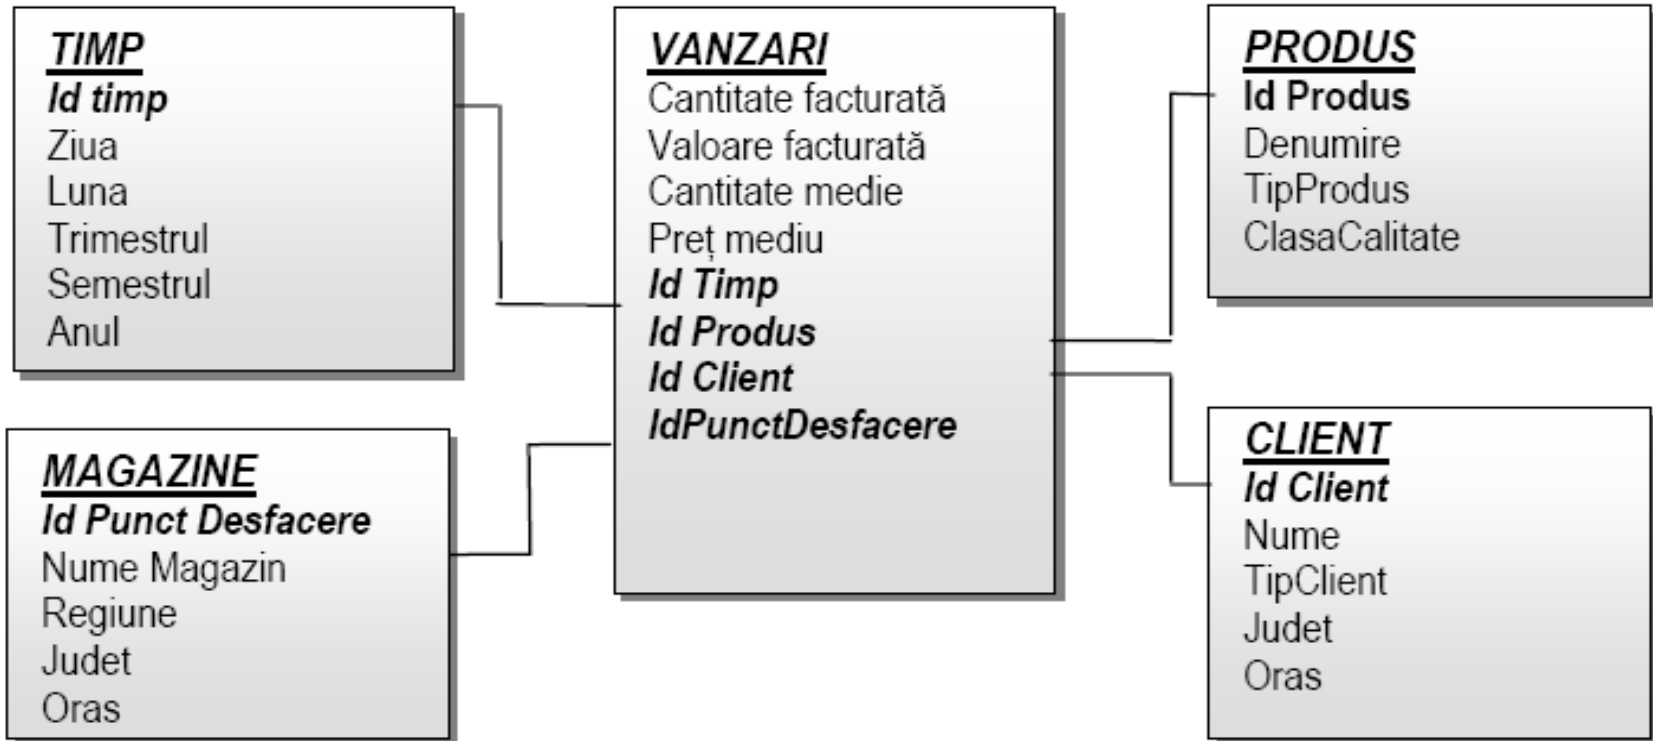 TIMP
Id timp
Ziua
Luna
Trimestrul
Semestrul
Anul
MAGAZINE
Id Punct Desfacere
Nume Magazin
Regiune
Judet
Oras
VANZARI
Cantitate facturată
Valoare facturată
Cantitate medie
Preț mediu
Id Timp
Id Produs
Id Client
IdPunctDesfacere
PRODUS
Id Produs
Denumire
TipProdus
ClasaCalitate
CLIENT
Id Client
Nume
TipClient
Judet
Oras